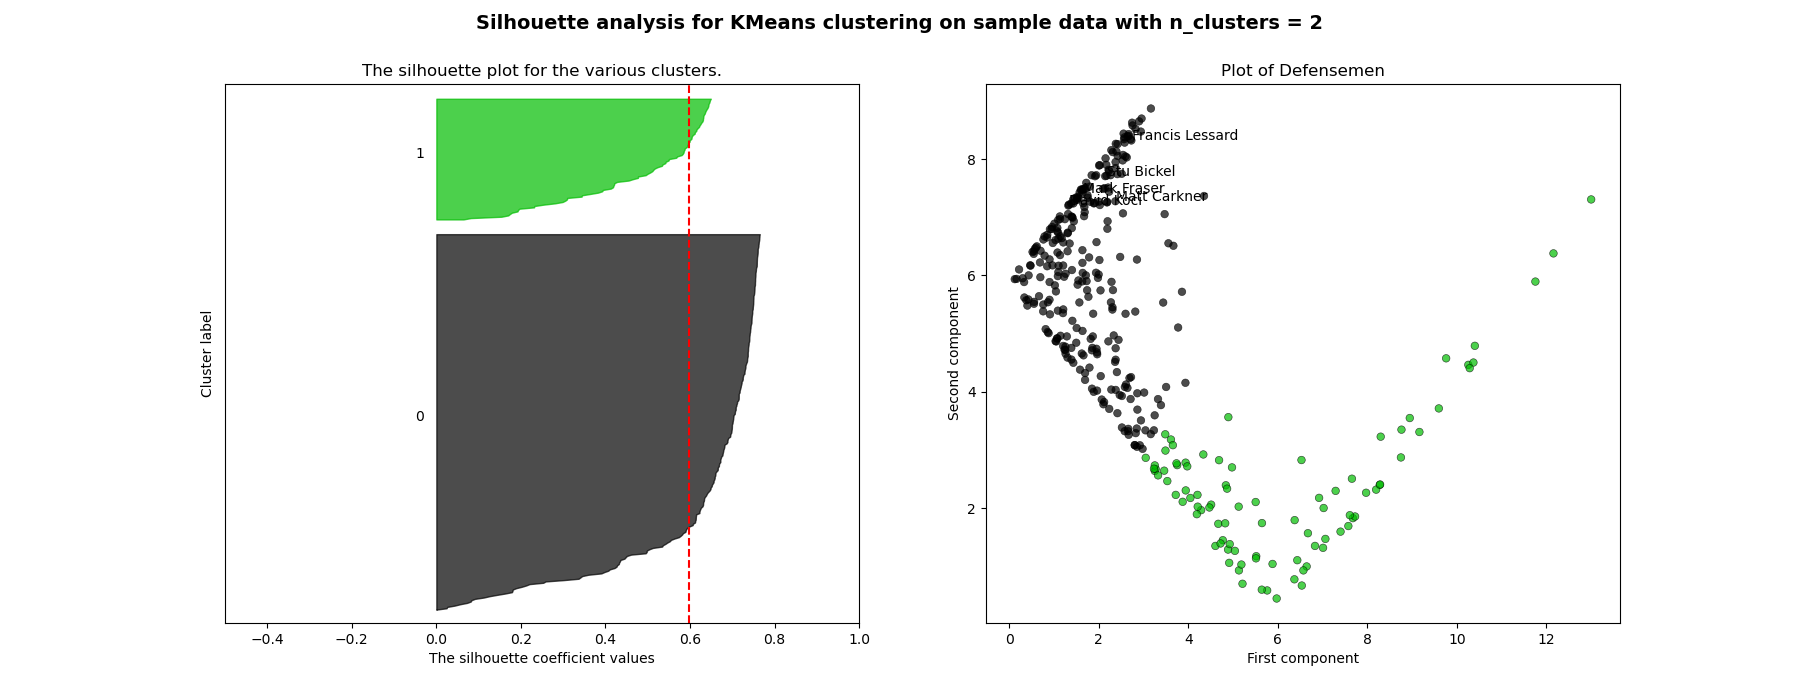 Silhouette analysis for KMeans clustering on sample data with n_clusters = 2
The silhouette plot for the various clusters.
1
0
Cluster label
−0.4 −0.2 0.0 0.2 0.4 0.6 0.8 1.0
The silhouette coefficient values
Plot of Defensemen
Francis Lessard
Bickel
Mark Fraser
Matt Carkner
Koci
8
6
4
2
Second component
0 2 4 6 8 10 12
First component